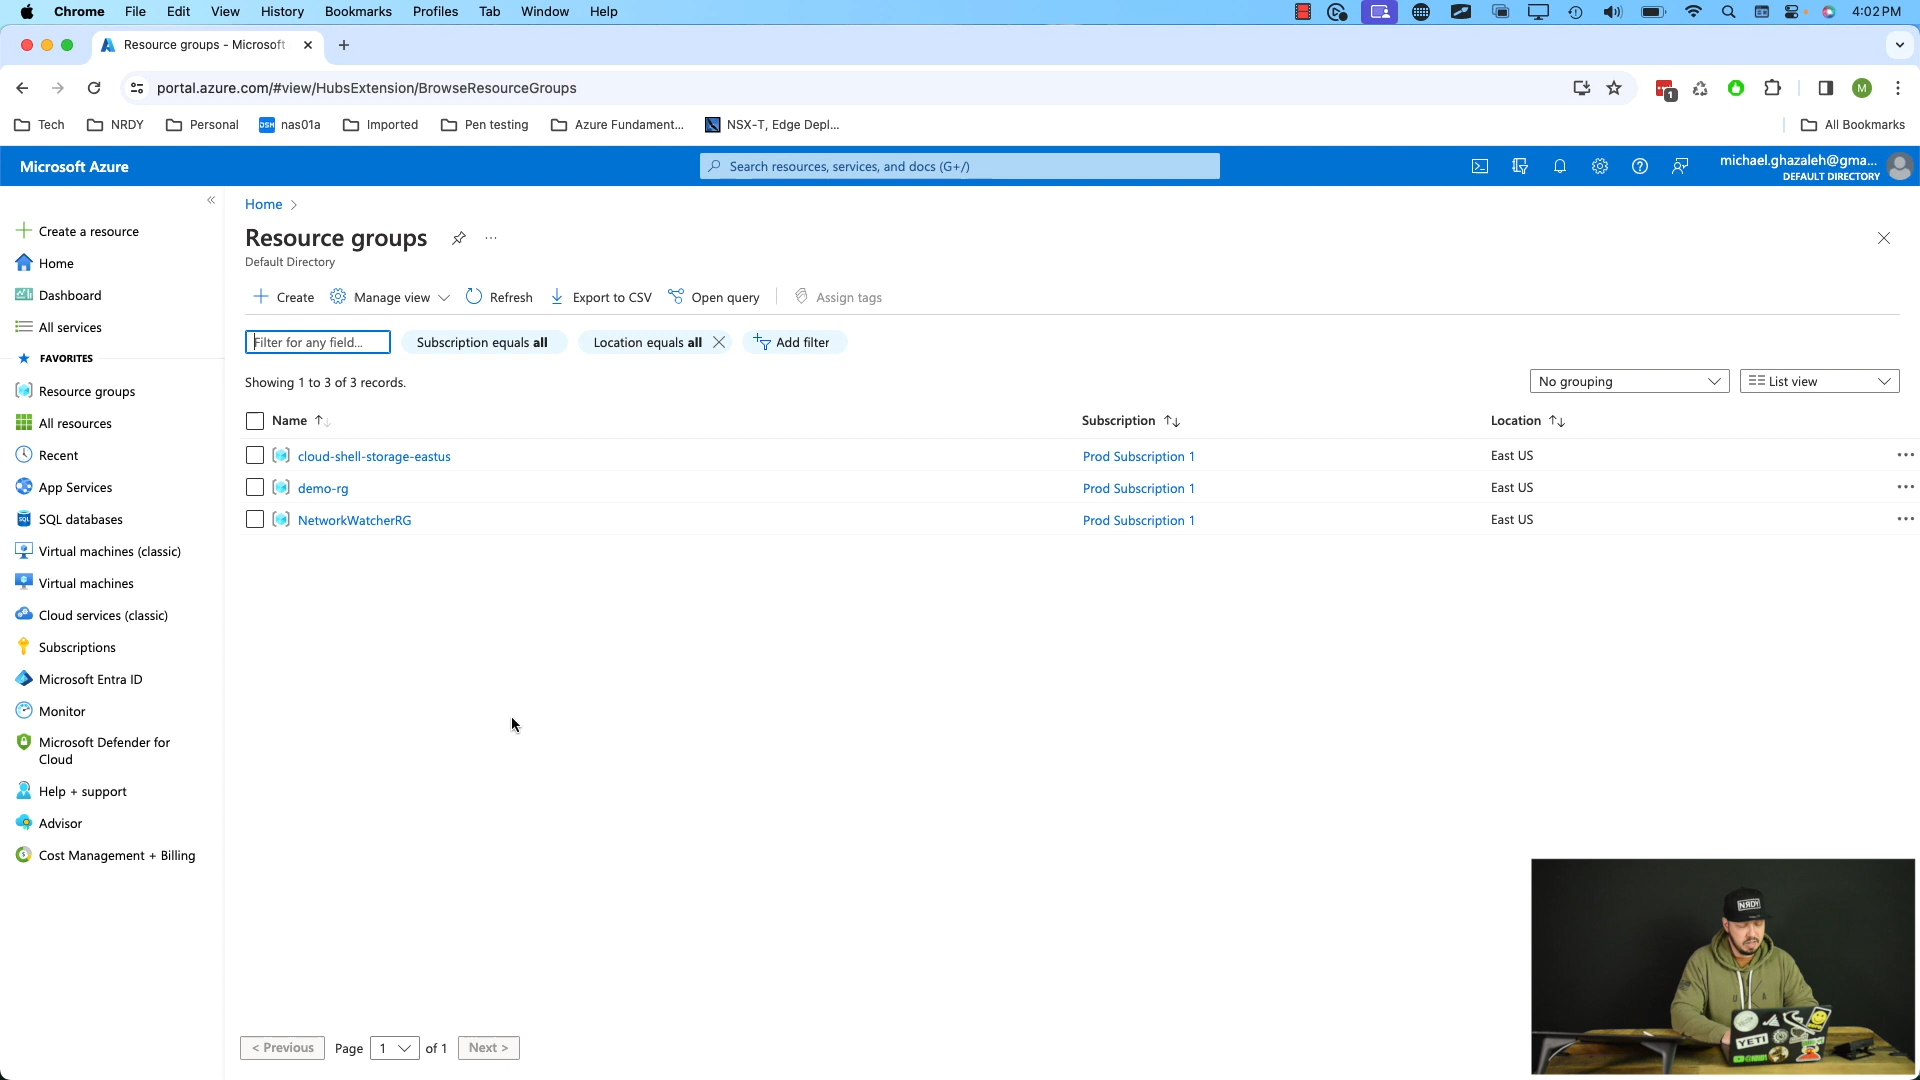 Chrome File Edit View History Bookmarks Profiles Tab Window Help 4:02 PM
Resource groups - Microsoft
portal.azure.com/#view/HubsExtension/BrowseResourceGroups 1 M
Tech NRDY Personal DSM nas01a Imported Pen testing Azure Fundament... NSX-T, Edge Depl... All Bookmarks
Microsoft Azure
Search resources, services, and docs (G+/)
michael.ghazaleh@gma...
DEFAULT DIRECTORY
Create a resource
Home
Dashboard
All services
FAVORITES
Resource groups
All resources
Recent
App Services
SQL databases
Virtual machines (classic)
Virtual machines
Cloud services (classic)
Subscriptions
Microsoft Entra ID
Monitor
Microsoft Defender for
Cloud
Help + support
Advisor
Cost Management + Billing
Home >
Resource groups
Default Directory
Create Manage view Refresh Export to CSV Open query Assign tags
Filter for any field... Subscription equals all Location equals all Add filter
Showing 1 to 3 of 3 records.
No grouping List view
Name Subscription Location
cloud-shell-storage-eastus Prod Subscription 1 East US
demo-rg Prod Subscription 1 East US
NetworkWatcherRG Prod Subscription 1 East US
< Previous Page 1 of 1 Next >
NRDY
YETI